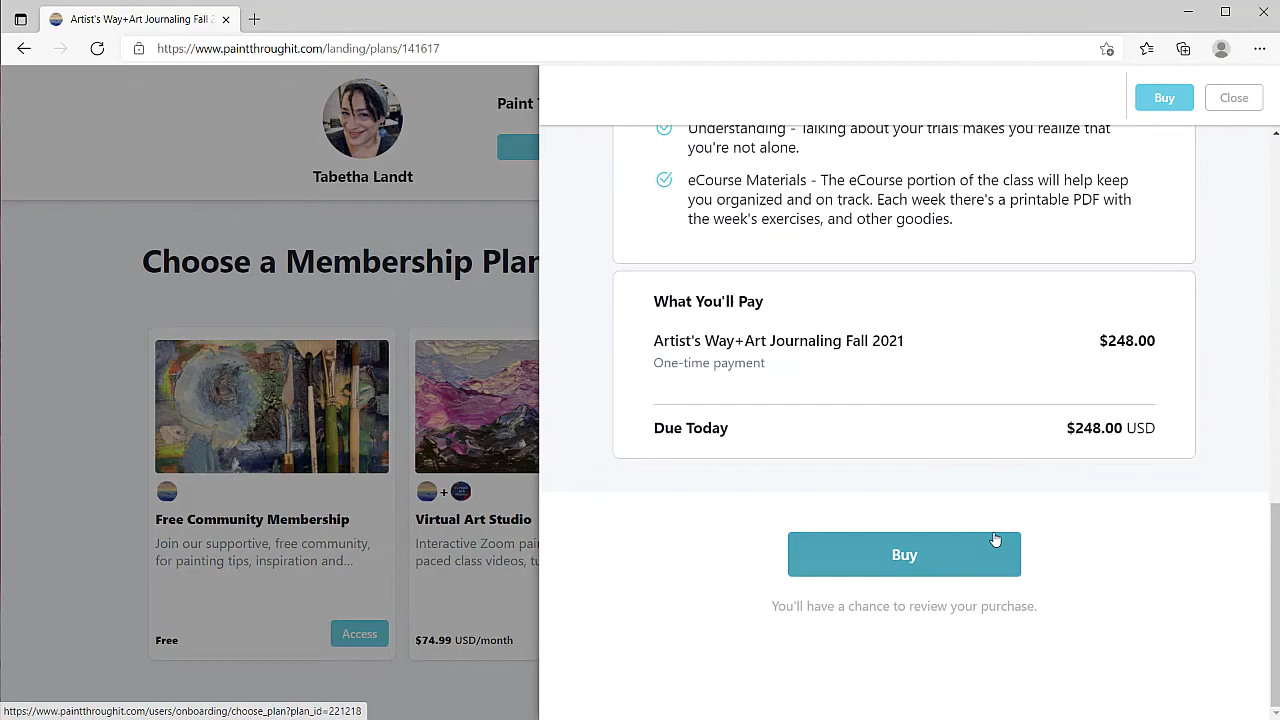 Artist's Way+Art Journaling Fall 2
https://www.paintthroughit.com/landing/plans/141617
Paint
Tabetha Landt
Choose a Membership Plan
Free Community Membership
Join our supportive, free community,
for painting tips, inspiration and...
Free
Access
Virtual Art Studio
Interactive Zoom pain
paced class videos, tu
$74.99 USD/month
Buy
Close
Understanding - Talking about your trials makes you realize that
you're not alone.
eCourse Materials - The eCourse portion of the class will help keep
you organized and on track. Each week there's a printable PDF with
the week's exercises, and other goodies.
What You'll Pay
Artist's Way+Art Journaling Fall 2021
$248.00
One-time payment
Due Today
$248.00 USD
Buy
You'll have a chance to review your purchase.
https://www.paintthroughit.com/users/onboarding/choose_plan?plan_id=221218